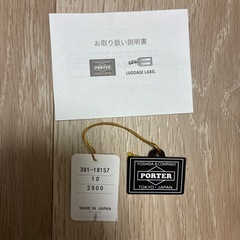 お取り扱い説明書
PORTER
LUGGAGE LABEL
381-18157
10
2900
MADE IN JAPAN
YOSHIDA & COMPANY
PORTER
TOKYO-JAPAN